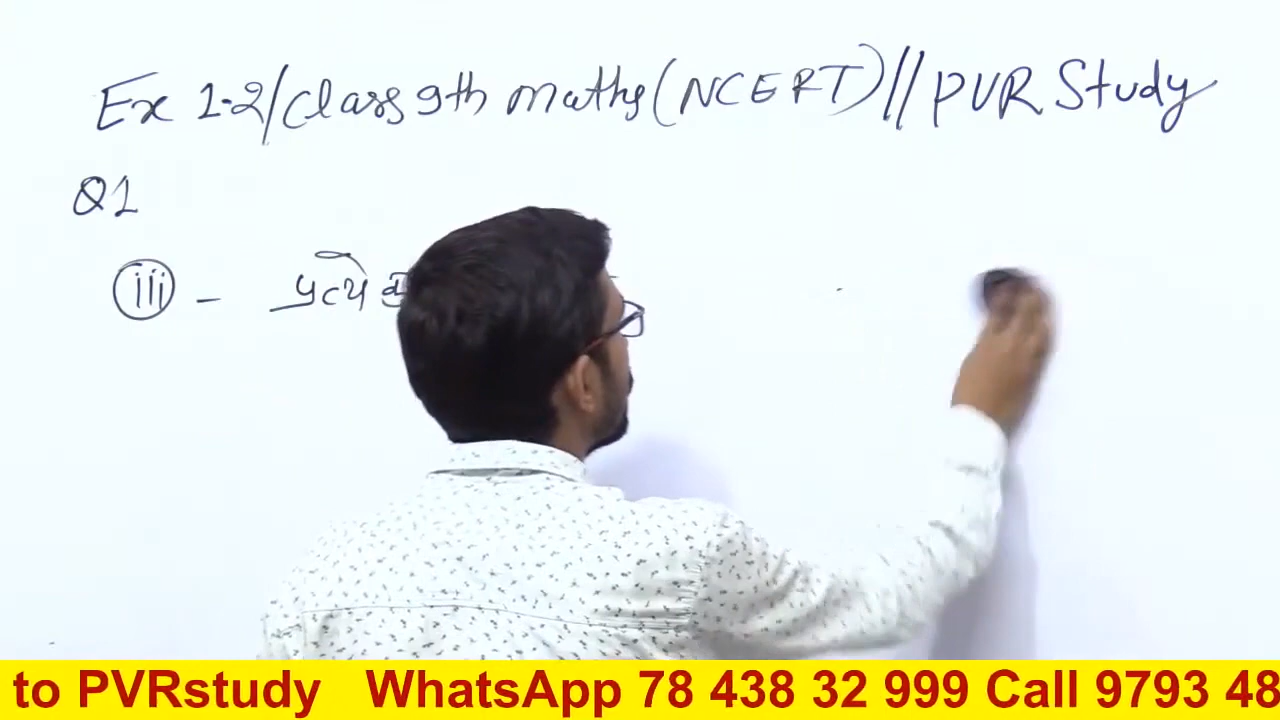 Ex 1.2/Class 9th maths (NCERT)//PVR Study
Q1
iii - प्रत्येक
to PVRstudy WhatsApp 78 438 32 999 Call 9793 48